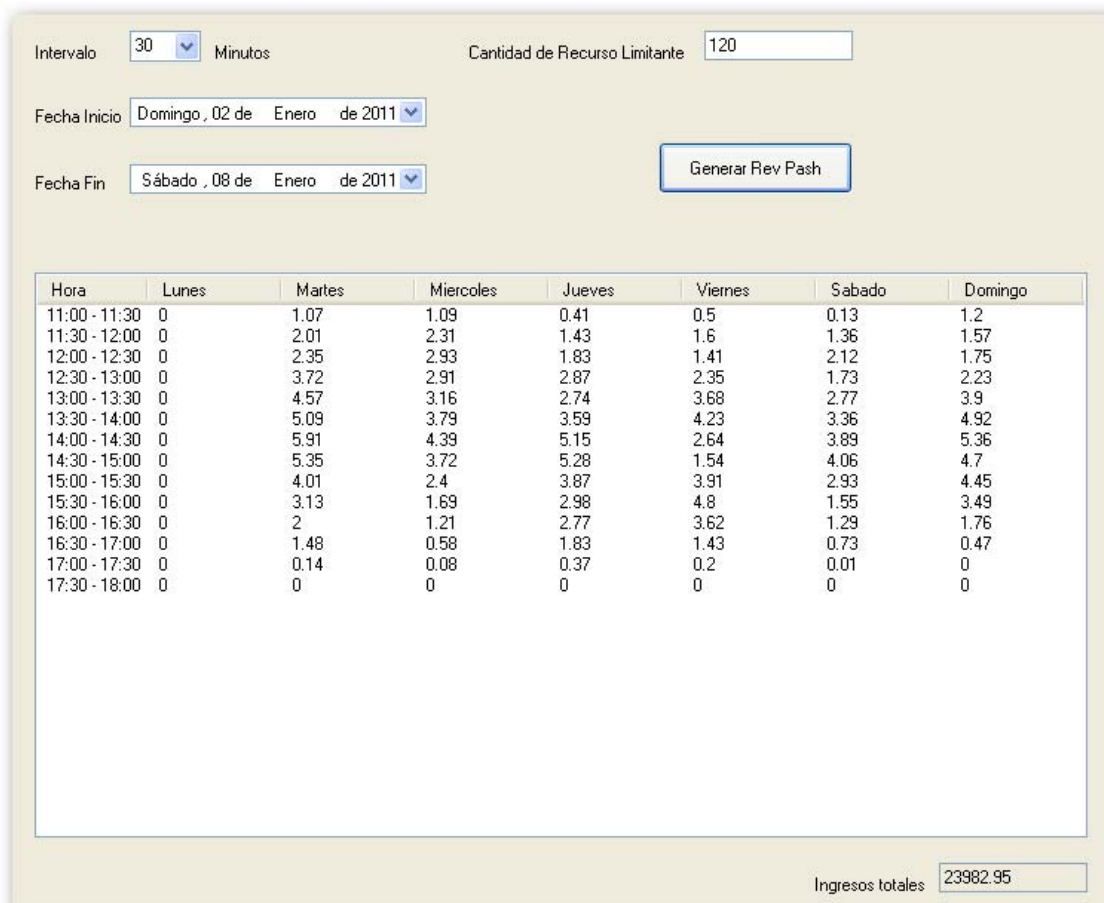 Intervalo 30 Minutos Cantidad de Recurso Limitante 120
Fecha Inicio Domingo , 02 de Enero de 2011
Generar Rev Pash
Fecha Fin Sábado , 08 de Enero de 2011
Hora Lunes Martes Miercoles Jueves Viernes Sabado Domingo
11:00 - 11:30 0 1.07 1.09 0.41 0.5 0.13 1.2
11:30 - 12:00 0 2.01 2.31 1.43 1.6 1.36 1.57
12:00 - 12:30 0 2.35 2.93 1.83 1.41 2.12 1.75
12:30 - 13:00 0 3.72 2.91 2.87 2.35 1.73 2.23
13:00 - 13:30 0 4.57 3.16 2.74 3.68 2.77 3.9
13:30 - 14:00 0 5.09 3.79 3.59 4.23 3.36 4.92
14:00 - 14:30 0 5.91 4.39 5.15 2.64 3.89 5.36
14:30 - 15:00 0 5.35 3.72 5.28 1.54 4.06 4.7
15:00 - 15:30 0 4.01 2.4 3.87 3.91 2.93 4.45
15:30 - 16:00 0 3.13 1.69 2.98 4.8 1.55 3.49
16:00 - 16:30 0 2 1.21 2.77 3.62 1.29 1.76
16:30 - 17:00 0 1.48 0.58 1.83 1.43 0.73 0.47
17:00 - 17:30 0 0.14 0.08 0.37 0.2 0.01 0
17:30 - 18:00 0 0 0 0 0 0 0
Ingresos totales 23982.95